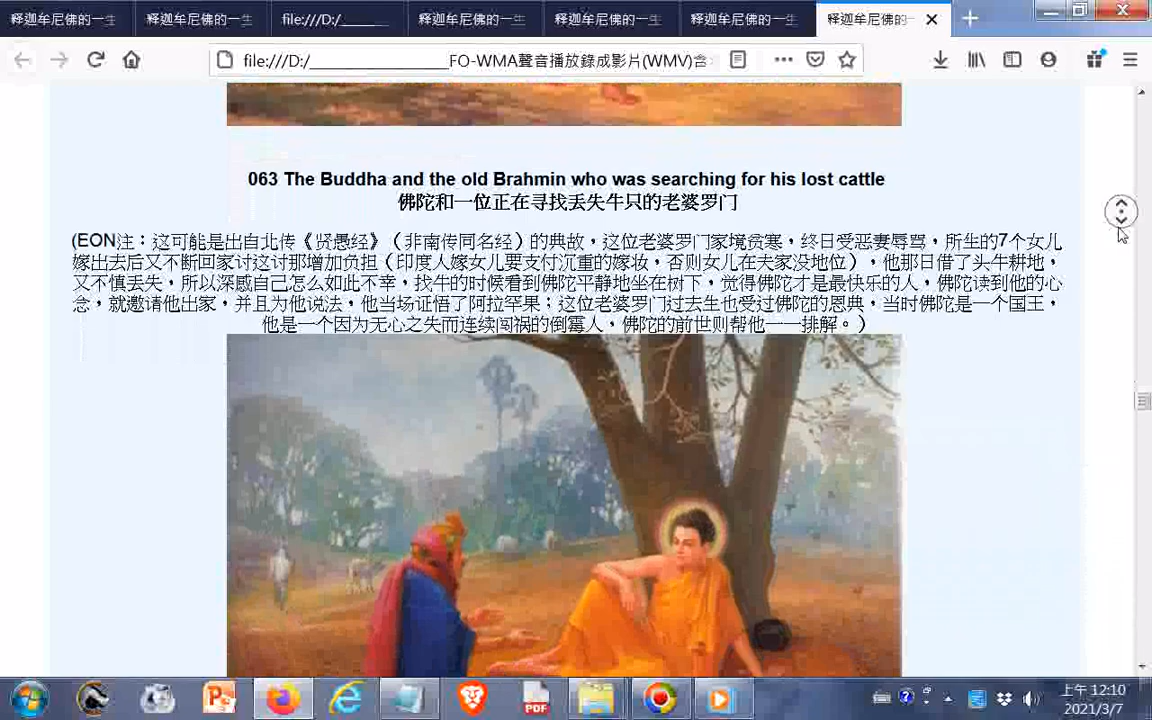 释迦牟尼佛的一生
释迦牟尼佛的一生
file:///D:/______
释迦牟尼佛的一生
释迦牟尼佛的一生
释迦牟尼佛的一生
释迦牟尼佛的一
file:///D:/__________________FO-WMA聲音播放錄成影片(WMV)含
063 The Buddha and the old Brahmin who was searching for his lost cattle
佛陀和一位正在寻找丢失牛只的老婆罗门
(EON注：这可能是出自北传《贤愚经》（非南传同名经）的典故，这位老婆罗门家境贫寒，终日受恶妻辱骂，所生的7个女儿
嫁出去后又不断回家讨这讨那增加负担（印度人嫁女儿要支付沉重的嫁妆，否则女儿在夫家没地位），他那日借了头牛耕地，
又不慎丢失，所以深感自己怎么如此不幸，找牛的时候看到佛陀平静地坐在树下，觉得佛陀才是最快乐的人，佛陀读到他的心
念，就邀请他出家，并且为他说法，他当场证悟了阿拉罕果；这位老婆罗门过去生也受过佛陀的恩典，当时佛陀是一个国王，
他是一个因为无心之失而连续闯祸的倒霉人，佛陀的前世则帮他一一排解。）
PDF
上午 12:10
2021/3/7